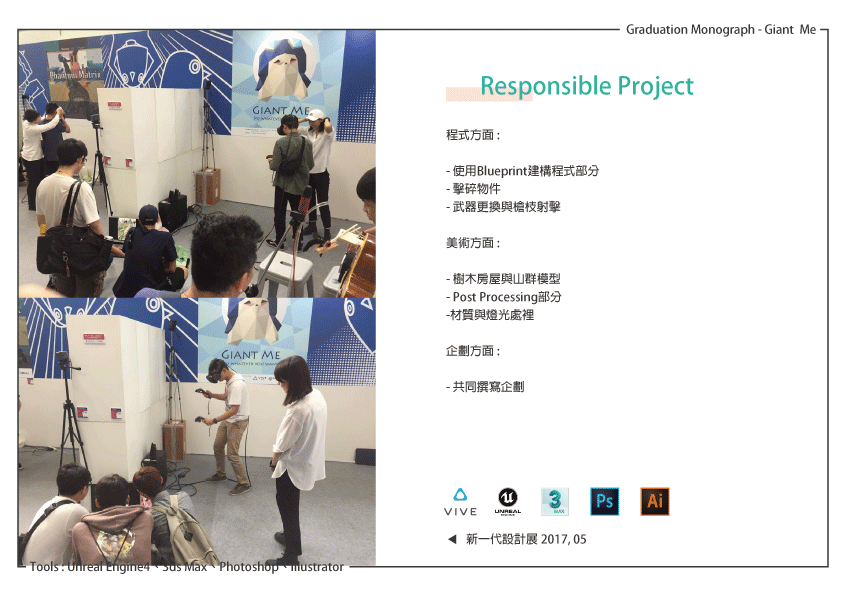 Graduation Monograph - Giant Me
Phantom Matrix
GIANT ME
GIANT ME
Responsible Project
程式方面 :
- 使用Blueprint建構程式部分
- 擊碎物件
- 武器更換與槍枝射擊
美術方面 :
- 樹木房屋與山群模型
- Post Processing部分
-材質與燈光處裡
企劃方面 :
- 共同撰寫企劃
VIVE
UNREAL
ENGINE
3
MAX
Ps
Ai
◀ 新一代設計展 2017, 05
Tools : Unreal Engine4、3ds Max、Photoshop、Illustrator